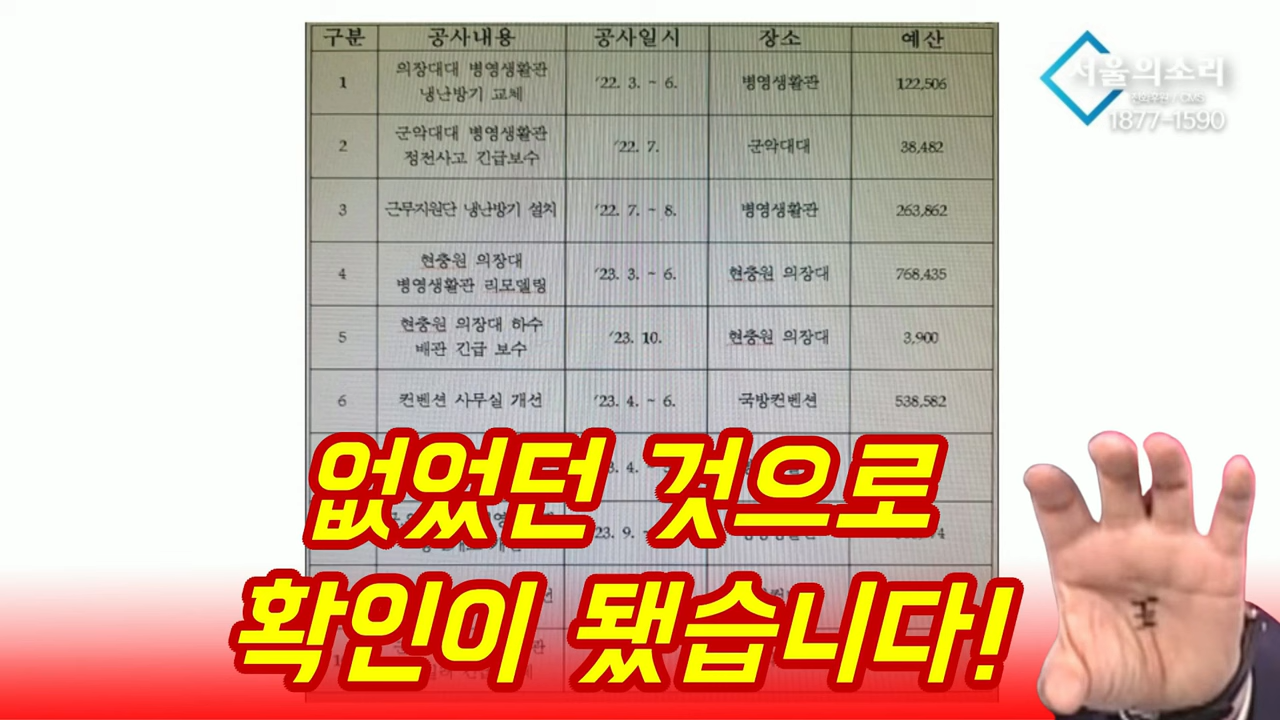 구분 공사내용 공사일시 장소 예산
1 의장대대 병영생활관 냉난방기 교체 '22. 3. ~ 6. 병영생활관 122,506
2 군악대대 병영생활관 정전사고 긴급보수 '22. 7. 군악대대 38,482
3 근무지원단 냉난방기 설치 '22. 7. ~ 8. 병영생활관 263,862
4 현충원 의장대 병영생활관 리모델링 '23. 3. ~ 6. 현충원 의장대 768,435
5 현충원 의장대 하수 배관 긴급 보수 '23. 10. 현충원 의장대 3,900
6 컨벤션 사무실 개선 '23. 4. ~ 6. 국방컨벤션 538,582
서울의소리
전화후원 / CMS
1877-1590
없었던 것으로
확인이 됐습니다!
王